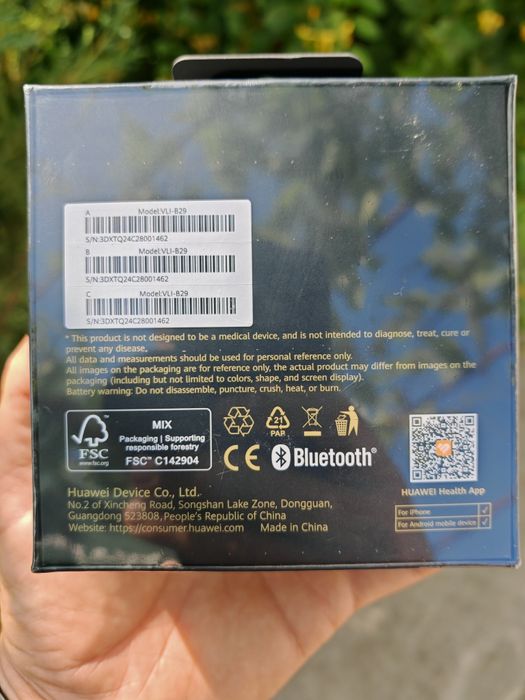 A Model:VLI-B29
S/N:3DXTQ24C28001462
B Model:VLI-B29
S/N:3DXTQ24C28001462
C Model:VLI-B29
S/N:3DXTQ24C28001462
* This product is not designed to be a medical device, and is not intended to diagnose, treat, cure or
prevent any disease.
All data and measurements should be used for personal reference only.
All images on the packaging are for reference only, the actual product may differ from images on the
packaging (including but not limited to colors, shape, and screen display).
Battery warning: Do not disassemble, puncture, crush, heat, or burn.
FSC
www.fsc.org
MIX
Packaging | Supporting
responsible forestry
FSC™ C142904
21
PAP
CE Bluetooth®
HUAWEI Health App
For iPhone
For Android mobile device
Huawei Device Co., Ltd.
No.2 of Xincheng Road, Songshan Lake Zone, Dongguan,
Guangdong 523808, People's Republic of China
Website: https://consumer.huawei.com Made in China